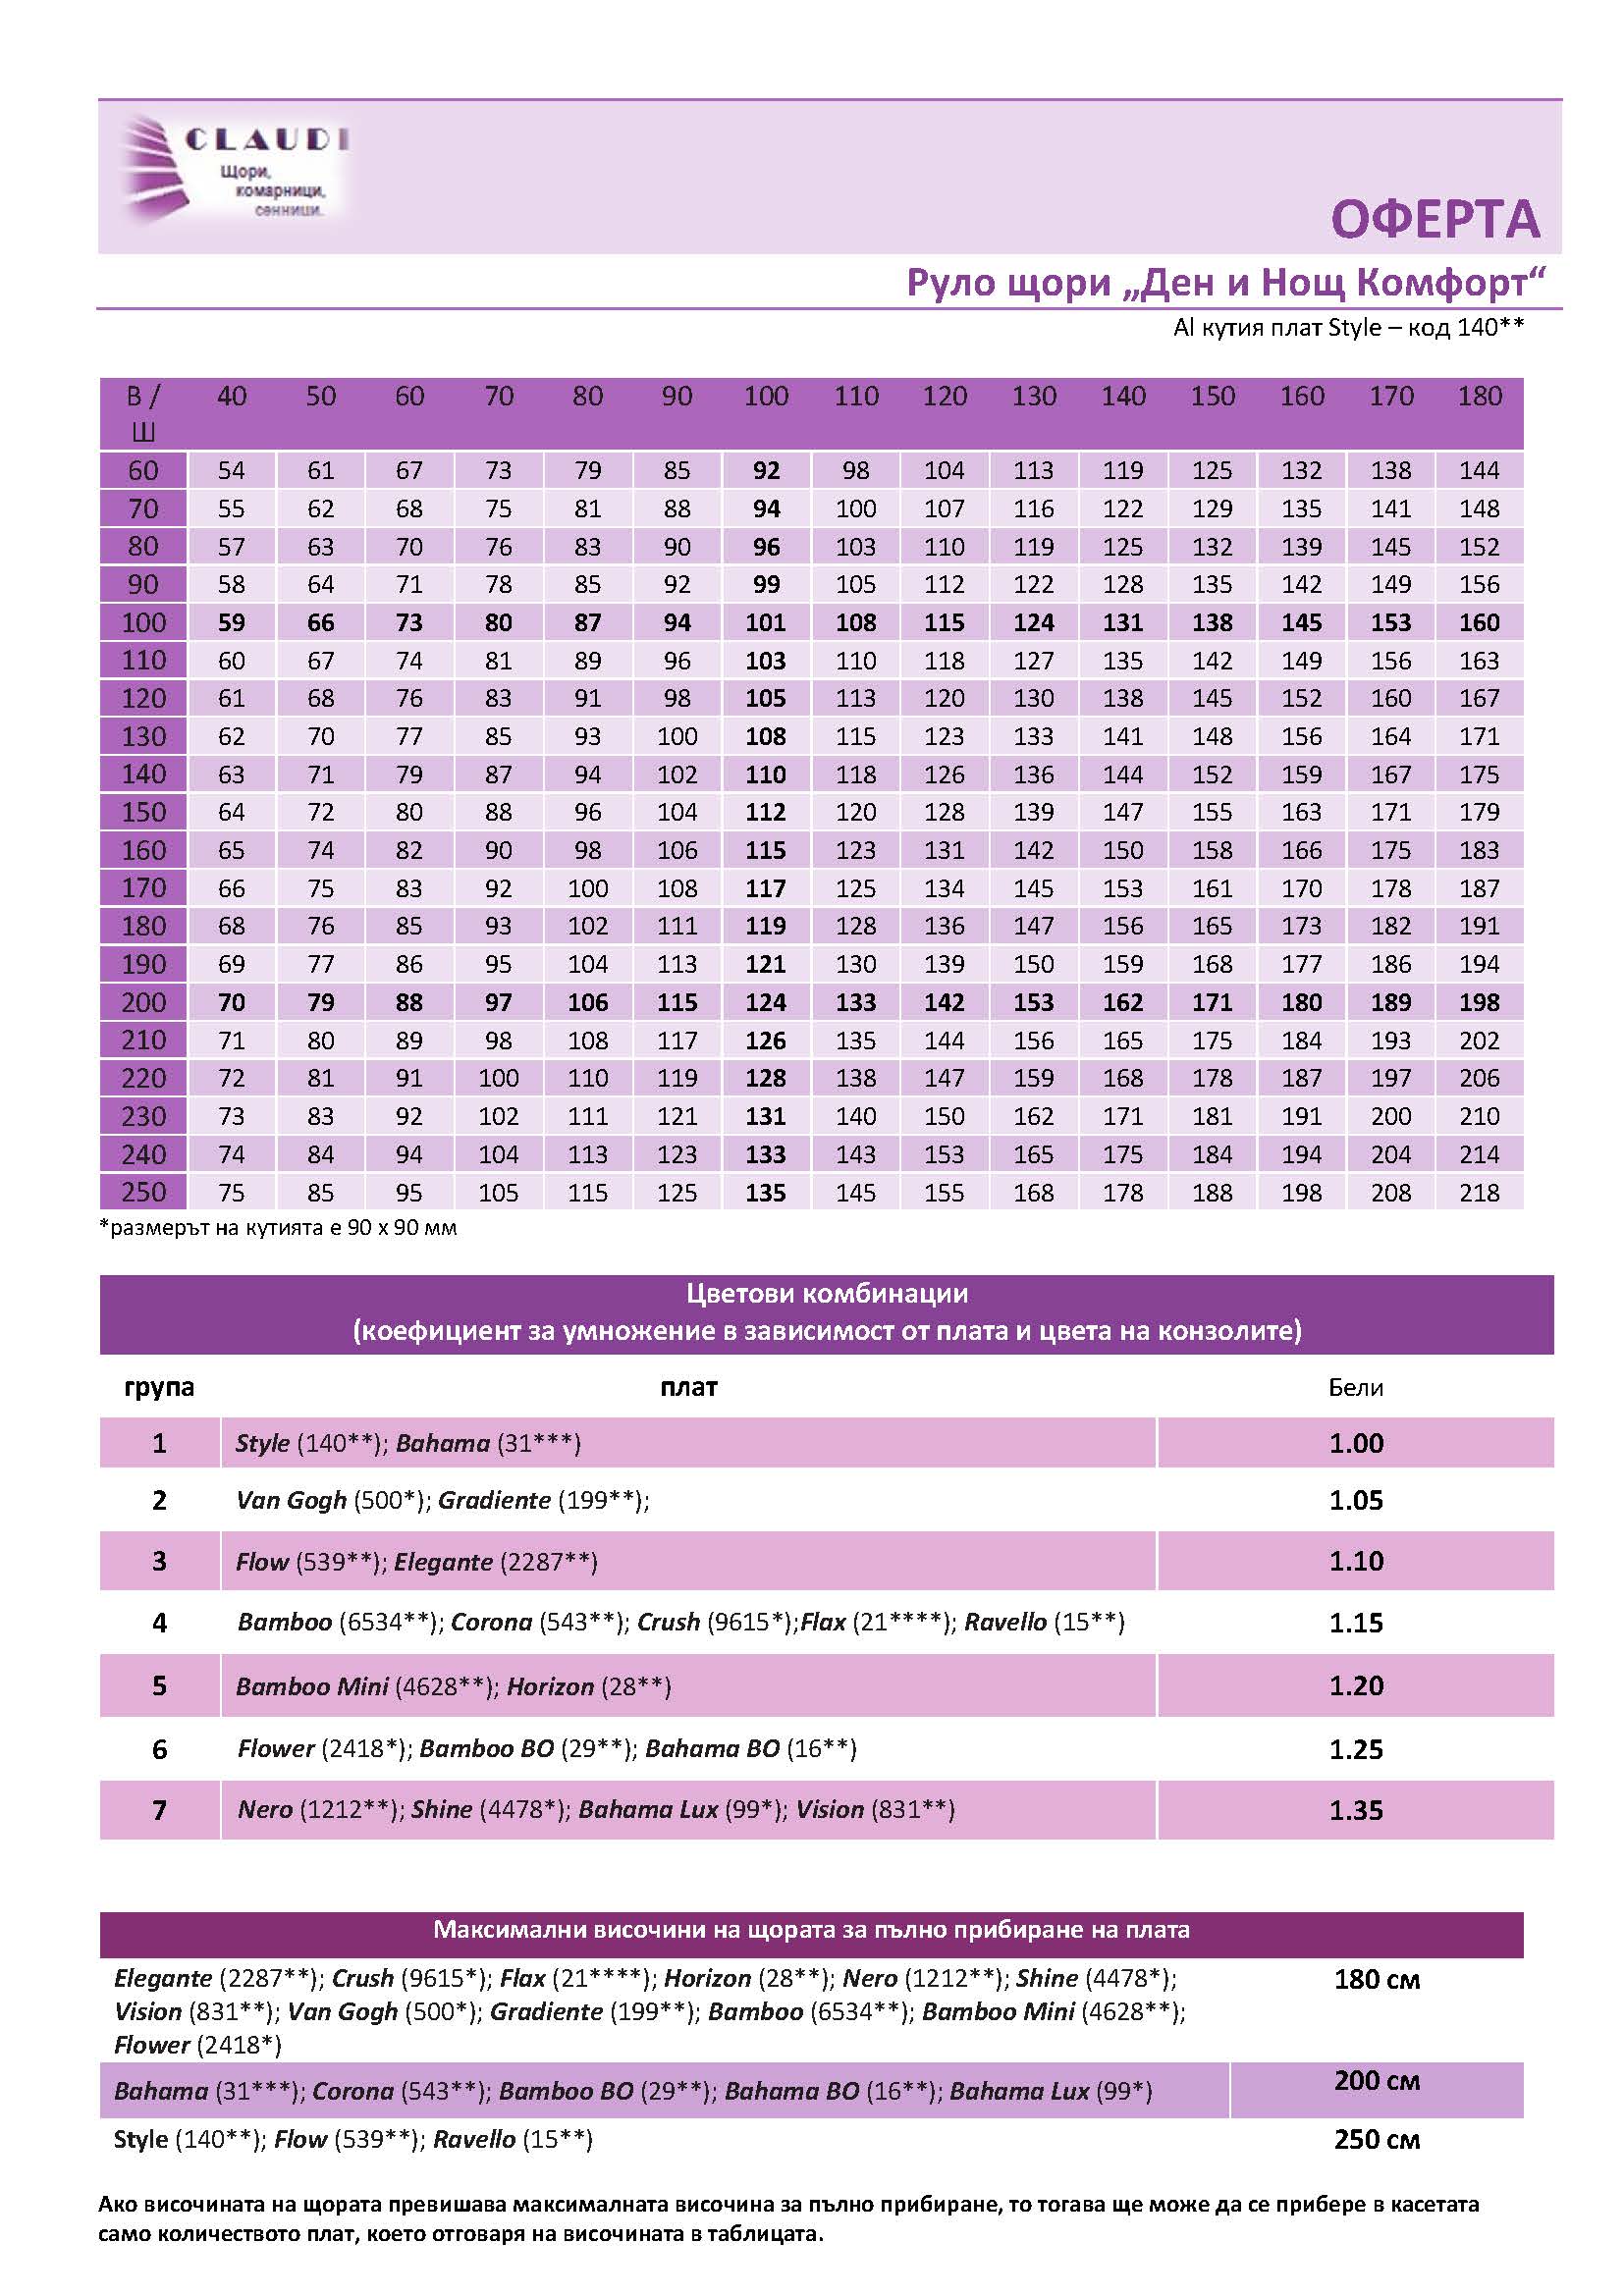 CLAUDI
Щори,
комарници,
сенници.
ОФЕРТА
Руло щори „Ден и Нощ Комфорт“
Al кутия плат Style – код 140**
В / 40 50 60 70 80 90 100 110 120 130 140 150 160 170 180
Ш
60 54 61 67 73 79 85 92 98 104 113 119 125 132 138 144
70 55 62 68 75 81 88 94 100 107 116 122 129 135 141 148
80 57 63 70 76 83 90 96 103 110 119 125 132 139 145 152
90 58 64 71 78 85 92 99 105 112 122 128 135 142 149 156
100 59 66 73 80 87 94 101 108 115 124 131 138 145 153 160
110 60 67 74 81 89 96 103 110 118 127 135 142 149 156 163
120 61 68 76 83 91 98 105 113 120 130 138 145 152 160 167
130 62 70 77 85 93 100 108 115 123 133 141 148 156 164 171
140 63 71 79 87 94 102 110 118 126 136 144 152 159 167 175
150 64 72 80 88 96 104 112 120 128 139 147 155 163 171 179
160 65 74 82 90 98 106 115 123 131 142 150 158 166 175 183
170 66 75 83 92 100 108 117 125 134 145 153 161 170 178 187
180 68 76 85 93 102 111 119 128 136 147 156 165 173 182 191
190 69 77 86 95 104 113 121 130 139 150 159 168 177 186 194
200 70 79 88 97 106 115 124 133 142 153 162 171 180 189 198
210 71 80 89 98 108 117 126 135 144 156 165 175 184 193 202
220 72 81 91 100 110 119 128 138 147 159 168 178 187 197 206
230 73 83 92 102 111 121 131 140 150 162 171 181 191 200 210
240 74 84 94 104 113 123 133 143 153 165 175 184 194 204 214
250 75 85 95 105 115 125 135 145 155 168 178 188 198 208 218
*размерът на кутията е 90 х 90 мм
Цветови комбинации
(коефициент за умножение в зависимост от плата и цвета на конзолите)
група плат Бели
1 Style (140**); Bahama (31***) 1.00
2 Van Gogh (500*); Gradiente (199**); 1.05
3 Flow (539**); Elegante (2287**) 1.10
4 Bamboo (6534**); Corona (543**); Crush (9615*);Flax (21****); Ravello (15**) 1.15
5 Bamboo Mini (4628**); Horizon (28**) 1.20
6 Flower (2418*); Bamboo BO (29**); Bahama BO (16**) 1.25
7 Nero (1212**); Shine (4478*); Bahama Lux (99*); Vision (831**) 1.35
Максимални височини на щората за пълно прибиране на плата
Elegante (2287**); Crush (9615*); Flax (21****); Horizon (28**); Nero (1212**); Shine (4478*); 180 см
Vision (831**); Van Gogh (500*); Gradiente (199**); Bamboo (6534**); Bamboo Mini (4628**);
Flower (2418*)
Bahama (31***); Corona (543**); Bamboo BO (29**); Bahama BO (16**); Bahama Lux (99*) 200 см
Style (140**); Flow (539**); Ravello (15**) 250 см
Ако височината на щората превишава максималната височина за пълно прибиране, то тогава ще може да се прибере в касетата
само количеството плат, което отговаря на височината в таблицата.